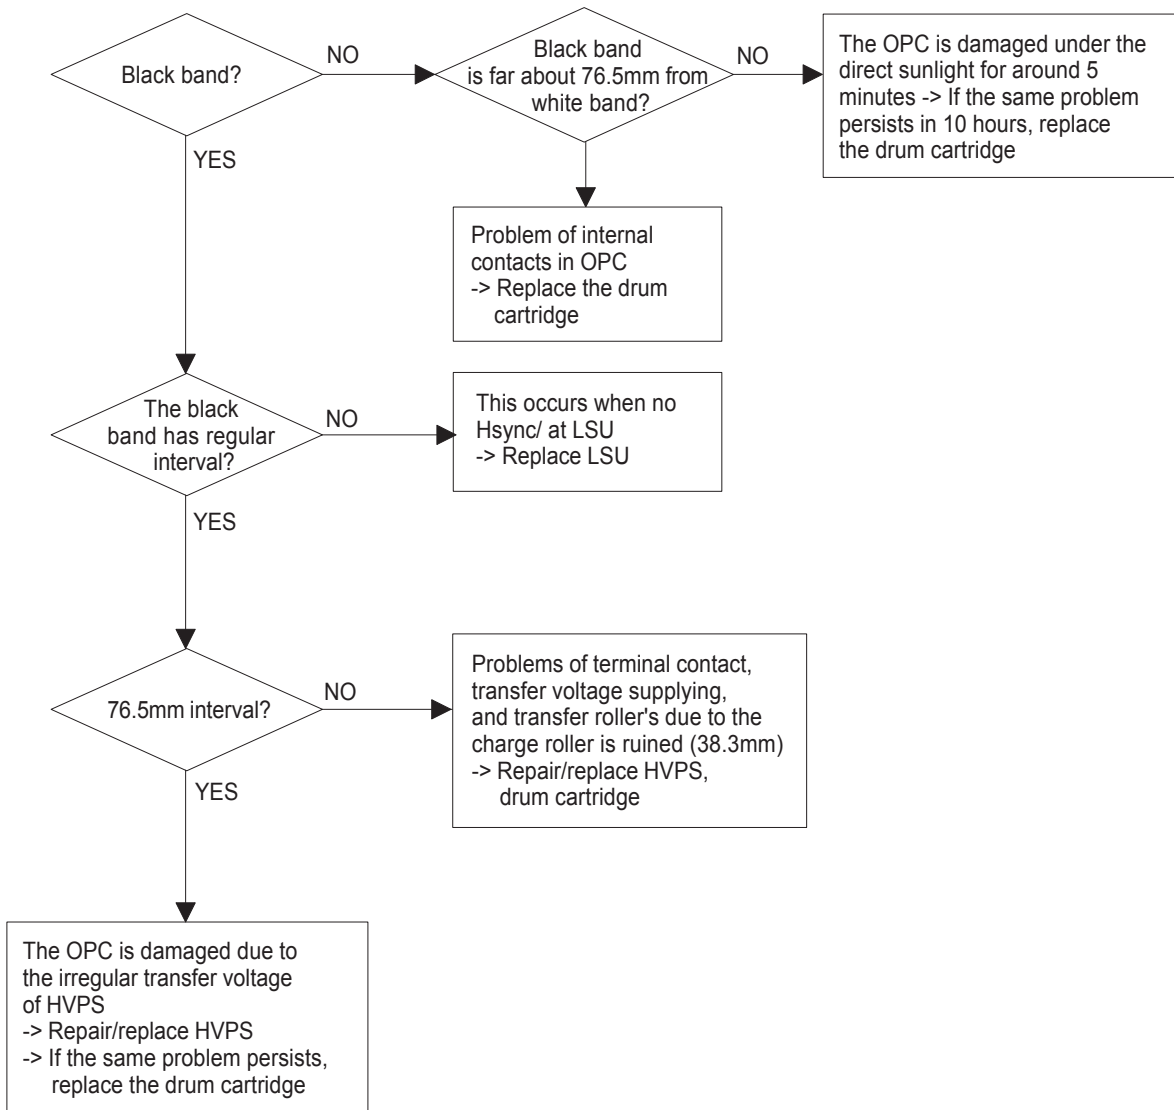 Black band?
NO
Black band
is far about 76.5mm from
white band?
NO
The OPC is damaged under the
direct sunlight for around 5
minutes -> If the same problem
persists in 10 hours, replace
the drum cartridge
YES
Problem of internal
contacts in OPC
-> Replace the drum
cartridge
The black
band has regular
interval?
NO
This occurs when no
Hsync/ at LSU
-> Replace LSU
YES
76.5mm interval?
NO
Problems of terminal contact,
transfer voltage supplying,
and transfer roller's due to the
charge roller is ruined (38.3mm)
-> Repair/replace HVPS,
drum cartridge
YES
The OPC is damaged due to
the irregular transfer voltage
of HVPS
-> Repair/replace HVPS
-> If the same problem persists,
replace the drum cartridge